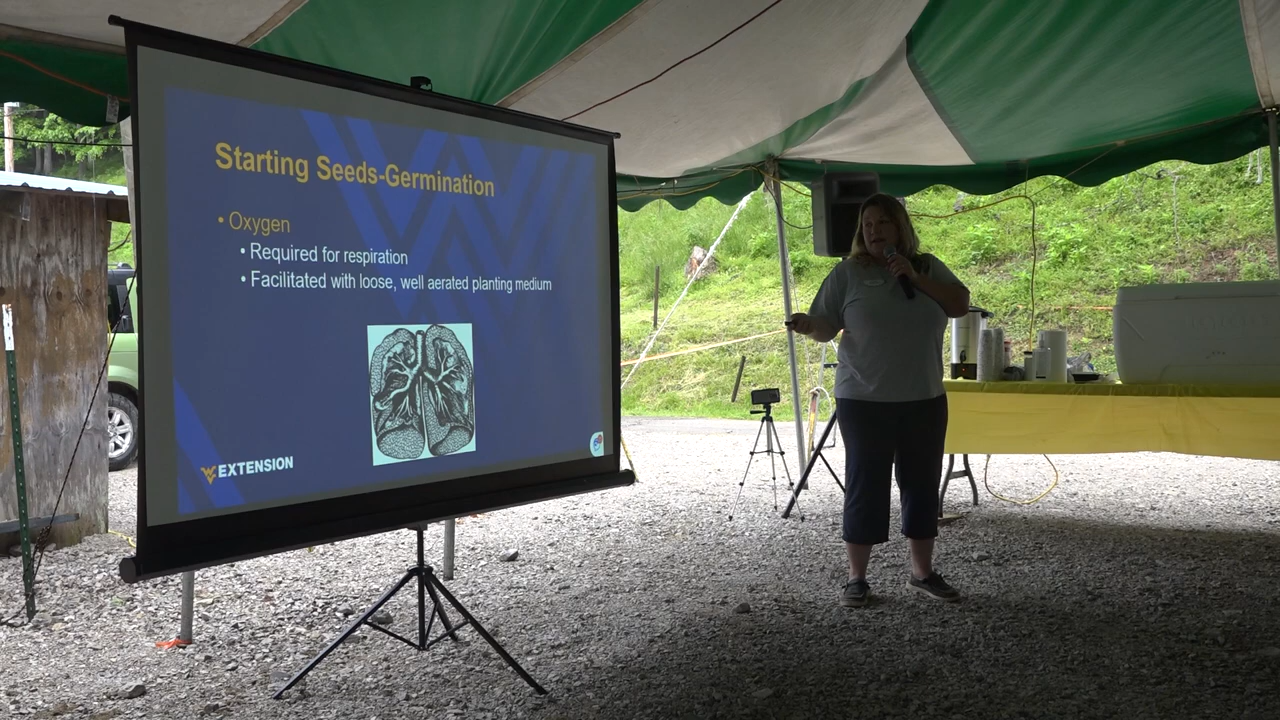 Starting Seeds-Germination
• Oxygen
• Required for respiration
• Facilitated with loose, well aerated planting medium
EXTENSION